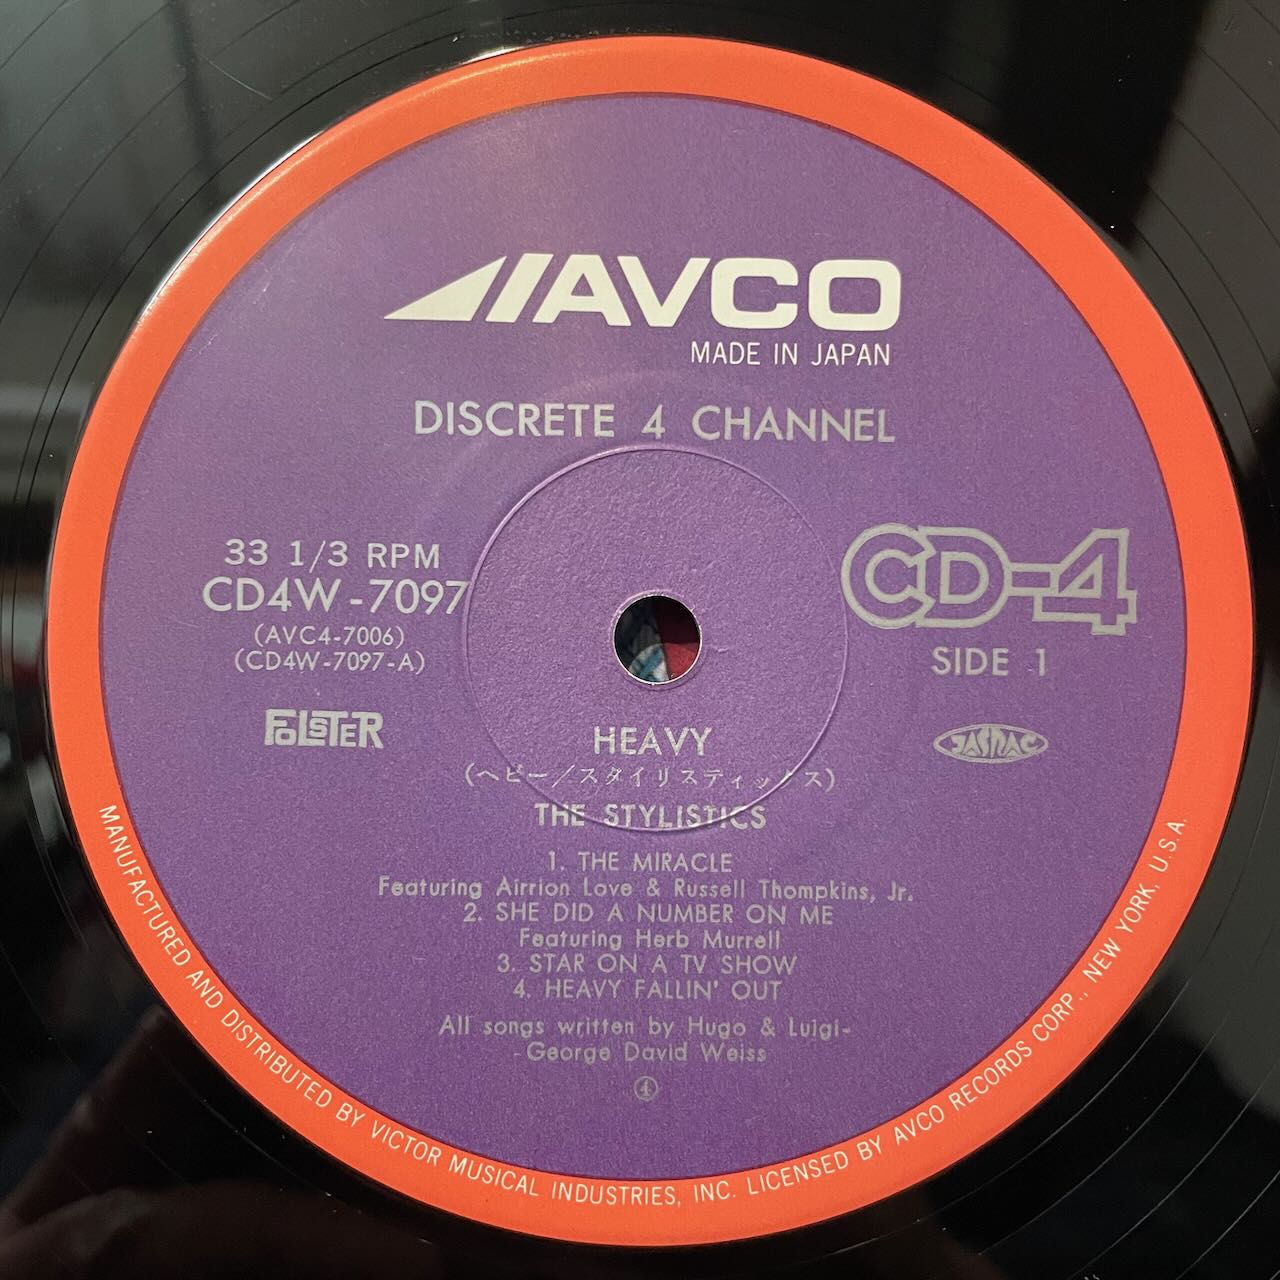 AVCO
MADE IN JAPAN
DISCRETE 4 CHANNEL
33 1/3 RPM
CD4W-7097
(AVC4-7006)
(CD4W-7097-A)
CD-4
SIDE 1
FOLSTER
JASRAC
HEAVY
(ヘビー/スタイリスティックス)
THE STYLISTICS
1. THE MIRACLE
Featuring Airrion Love & Russell Thompkins, Jr.
2. SHE DID A NUMBER ON ME
Featuring Herb Murrell
3. STAR ON A TV SHOW
4. HEAVY FALLIN' OUT
All songs written by Hugo & Luigi-
-George David Weiss
④
MANUFACTURED AND DISTRIBUTED BY VICTOR MUSICAL INDUSTRIES, INC. LICENSED BY AVCO RECORDS CORP., NEW YORK, U.S.A.